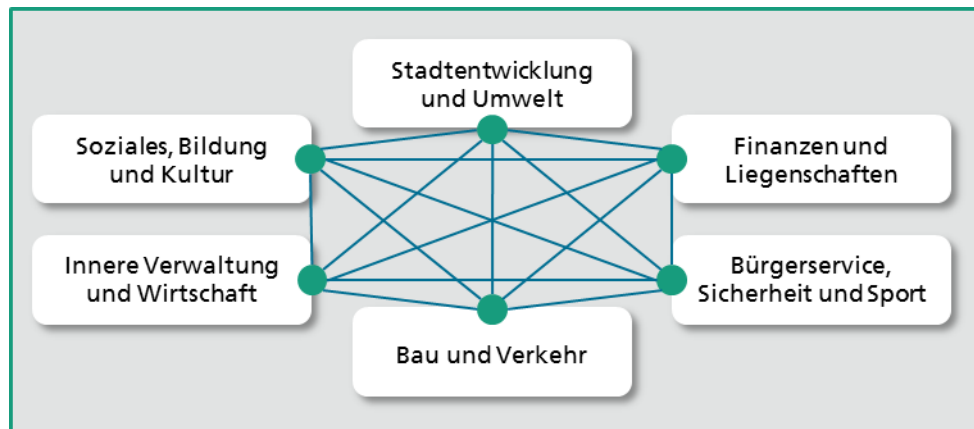 Stadtentwicklung
und Umwelt
Soziales, Bildung
und Kultur
Finanzen und
Liegenschaften
Innere Verwaltung
und Wirtschaft
Bürgerservice,
Sicherheit und Sport
Bau und Verkehr